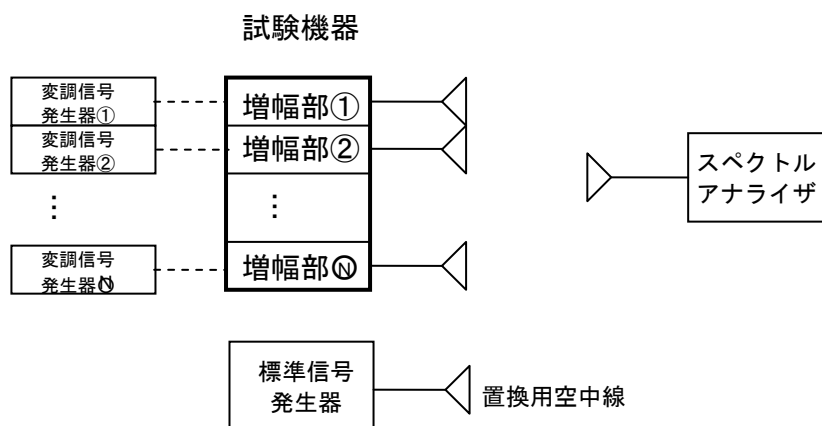 試験機器
変調信号
発生器①
増幅部①
変調信号
発生器②
増幅部②
スペクトル
アナライザ
⋮
⋮
変調信号
発生器Ⓝ
増幅部Ⓝ
標準信号
発生器
置換用空中線